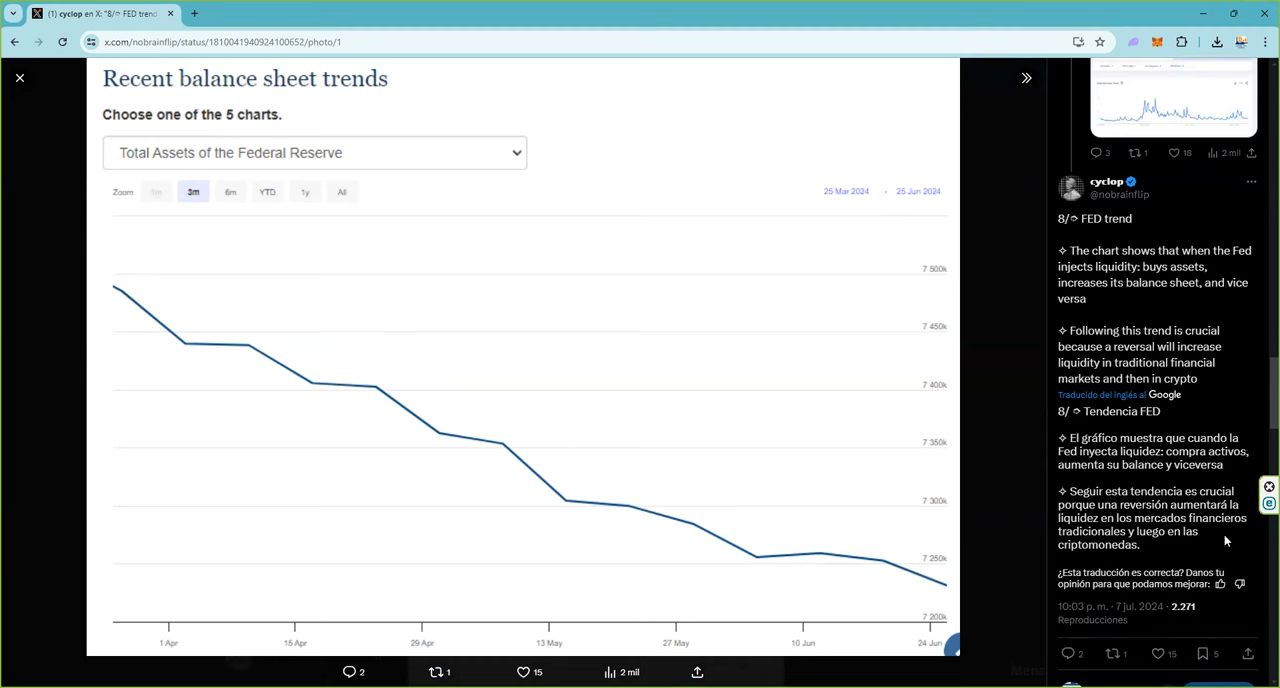 (1) cyclop en X: "8/ FED trend
x.com/nobrainflip/status/1810041940924100652/photo/1
Recent balance sheet trends
Choose one of the 5 charts.
Total Assets of the Federal Reserve
Zoom 3m 6m YTD 1y All
25 Mar 2024 → 25 Jun 2024
7 500k
7 450k
7 400k
7 350k
7 300k
7 250k
7 200k
1 Apr 15 Apr 29 Apr 13 May 27 May 10 Jun 24 Jun
2 1 15 2 mil
3 1 18 2 mil
cyclop
@nobrainflip
8/ FED trend
✧ The chart shows that when the Fed
injects liquidity: buys assets,
increases its balance sheet, and vice
versa
✧ Following this trend is crucial
because a reversal will increase
liquidity in traditional financial
markets and then in crypto
Traducido del inglés al Google
8/ Tendencia FED
✧ El gráfico muestra que cuando la
Fed inyecta liquidez: compra activos,
aumenta su balance y viceversa
✧ Seguir esta tendencia es crucial
porque una reversión aumentará la
liquidez en los mercados financieros
tradicionales y luego en las
criptomonedas.
¿Esta traducción es correcta? Danos tu
opinión para que podamos mejorar:
10:03 p. m. · 7 jul. 2024 · 2.271
Reproducciones
2 1 15 5